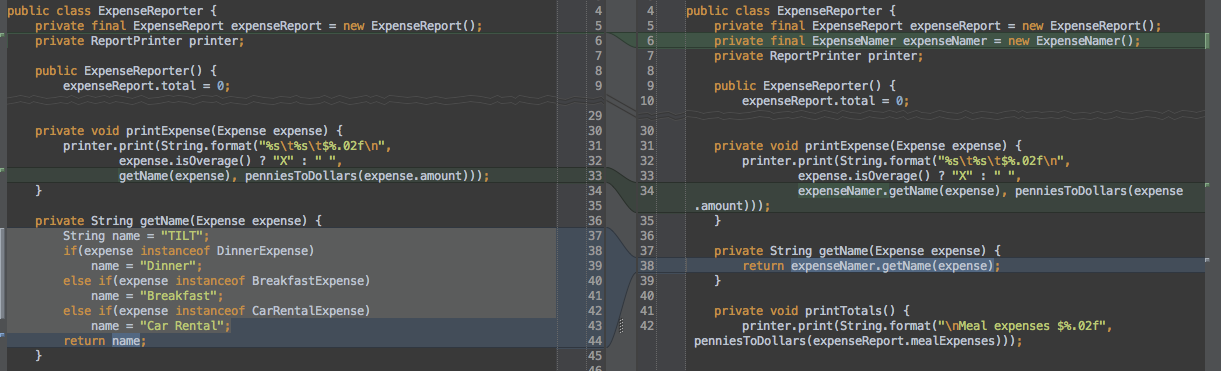 public class ExpenseReporter { 4
private final ExpenseReport expenseReport = new ExpenseReport(); 5
private ReportPrinter printer; 6
7
public ExpenseReporter() { 8
expenseReport.total = 0; 9
29
private void printExpense(Expense expense) { 30
printer.print(String.format("%s\t%s\t$%.02f\n", 31
expense.isOverage() ? "X" : " ", 32
getName(expense), penniesToDollars(expense.amount))); 33
} 34
35
private String getName(Expense expense) { 36
String name = "TILT"; 37
if(expense instanceof DinnerExpense) 38
name = "Dinner"; 39
else if(expense instanceof BreakfastExpense) 40
name = "Breakfast"; 41
else if(expense instanceof CarRentalExpense) 42
name = "Car Rental"; 43
return name; 44
} 45
46
4 public class ExpenseReporter {
5 private final ExpenseReport expenseReport = new ExpenseReport();
6 private final ExpenseNamer expenseNamer = new ExpenseNamer();
7 private ReportPrinter printer;
8
9 public ExpenseReporter() {
10 expenseReport.total = 0;
30
31 private void printExpense(Expense expense) {
32 printer.print(String.format("%s\t%s\t$%.02f\n",
33 expense.isOverage() ? "X" : " ",
34 expenseNamer.getName(expense), penniesToDollars(expense
.amount)));
35 }
36
37 private String getName(Expense expense) {
38 return expenseNamer.getName(expense);
39 }
40
41 private void printTotals() {
42 printer.print(String.format("\nMeal expenses $%.02f",
penniesToDollars(expenseReport.mealExpenses)));